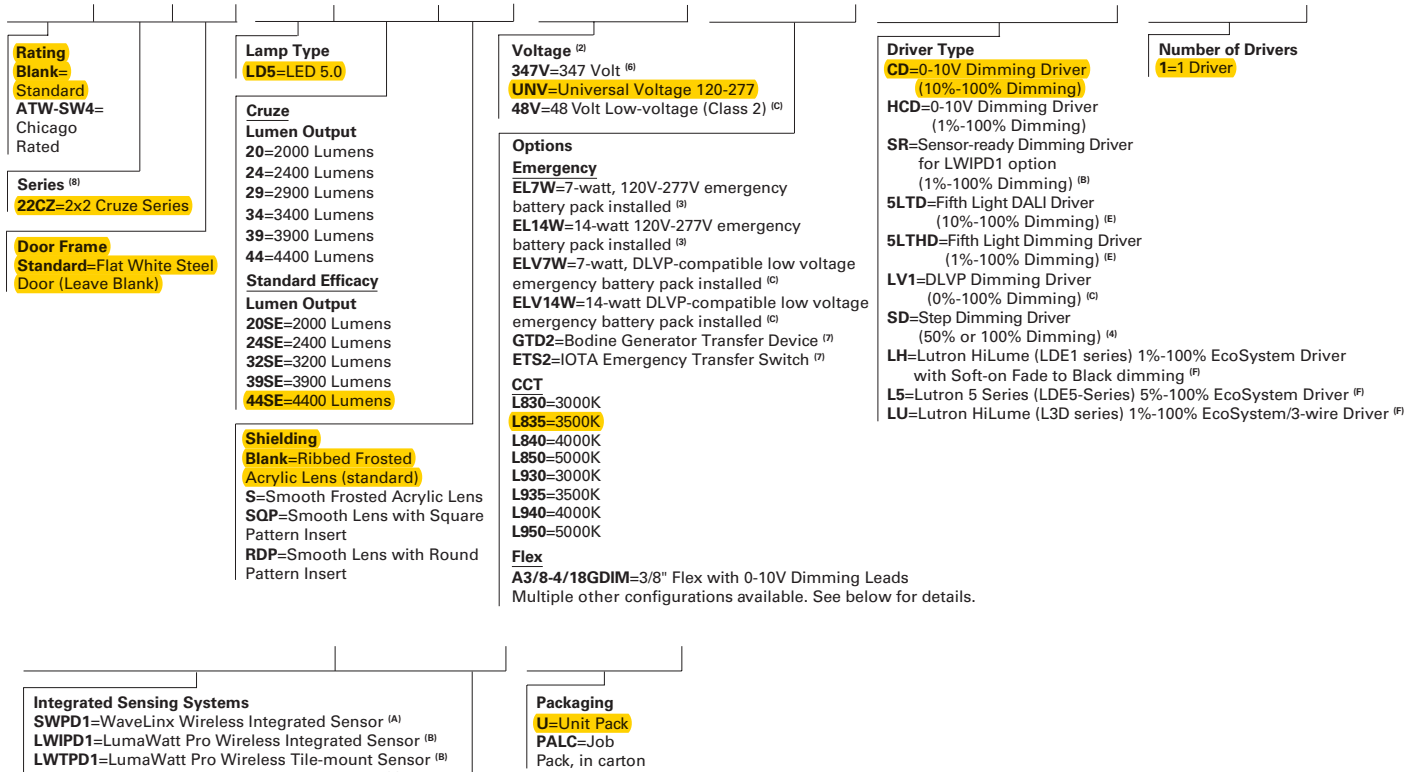 Rating
Blank=
Standard
ATW-SW4=
Chicago
Rated
Series (8)
22CZ=2x2 Cruze Series
Door Frame
Standard=Flat White Steel
Door (Leave Blank)
Lamp Type
LD5=LED 5.0
Cruze
Lumen Output
20=2000 Lumens
24=2400 Lumens
29=2900 Lumens
34=3400 Lumens
39=3900 Lumens
44=4400 Lumens
Standard Efficacy
Lumen Output
20SE=2000 Lumens
24SE=2400 Lumens
32SE=3200 Lumens
39SE=3900 Lumens
44SE=4400 Lumens
Shielding
Blank=Ribbed Frosted
Acrylic Lens (standard)
S=Smooth Frosted Acrylic Lens
SQP=Smooth Lens with Square
Pattern Insert
RDP=Smooth Lens with Round
Pattern Insert
Voltage (2)
347V=347 Volt (6)
UNV=Universal Voltage 120-277
48V=48 Volt Low-voltage (Class 2) (C)
Options
Emergency
EL7W=7-watt, 120V-277V emergency
battery pack installed (3)
EL14W=14-watt 120V-277V emergency
battery pack installed (3)
ELV7W=7-watt, DLVP-compatible low voltage
emergency battery pack installed (C)
ELV14W=14-watt DLVP-compatible low voltage
emergency battery pack installed (C)
GTD2=Bodine Generator Transfer Device (7)
ETS2=IOTA Emergency Transfer Switch (7)
CCT
L830=3000K
L835=3500K
L840=4000K
L850=5000K
L930=3000K
L935=3500K
L940=4000K
L950=5000K
Flex
A3/8-4/18GDIM=3/8" Flex with 0-10V Dimming Leads
Multiple other configurations available. See below for details.
Driver Type
CD=0-10V Dimming Driver
(10%-100% Dimming)
HCD=0-10V Dimming Driver
(1%-100% Dimming)
SR=Sensor-ready Dimming Driver
for LWIPD1 option
(1%-100% Dimming) (B)
5LTD=Fifth Light DALI Driver
(10%-100% Dimming) (E)
5LTHD=Fifth Light Dimming Driver
(1%-100% Dimming) (E)
LV1=DLVP Dimming Driver
(0%-100% Dimming) (C)
SD=Step Dimming Driver
(50% or 100% Dimming) (4)
LH=Lutron HiLume (LDE1 series) 1%-100% EcoSystem Driver
with Soft-on Fade to Black dimming (F)
L5=Lutron 5 Series (LDE5-Series) 5%-100% EcoSystem Driver (F)
LU=Lutron HiLume (L3D series) 1%-100% EcoSystem/3-wire Driver (F)
Number of Drivers
1=1 Driver
Integrated Sensing Systems
SWPD1=WaveLinx Wireless Integrated Sensor (A)
LWIPD1=LumaWatt Pro Wireless Integrated Sensor (B)
LWTPD1=LumaWatt Pro Wireless Tile-mount Sensor (B)
Packaging
U=Unit Pack
PALC=Job
Pack, in carton